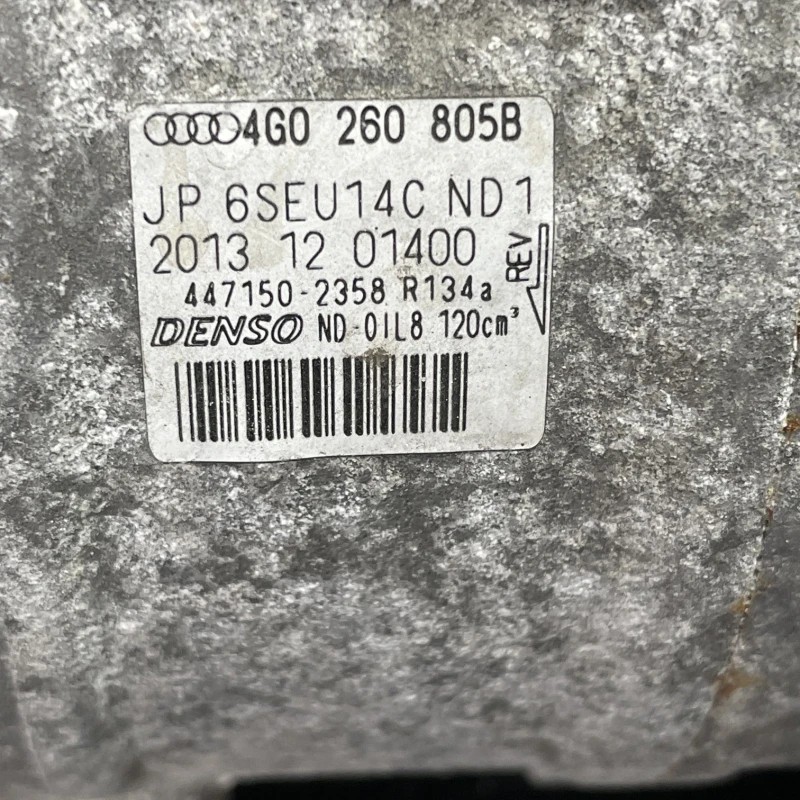 4G0 260 805B
JP 6SEU14C ND1
2013 12 01400
447150-2358 R134a
DENSO ND-OIL8 120cm³
REV